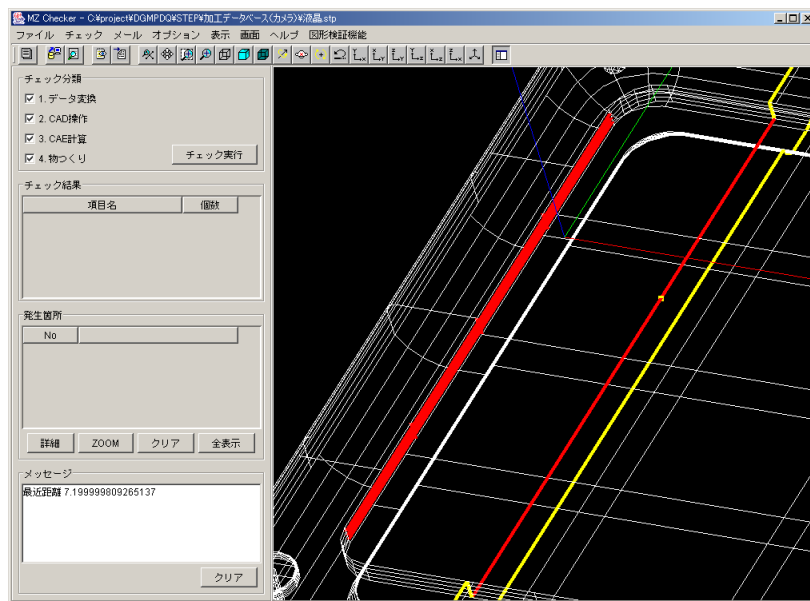 MZ Checker - C:¥project¥DGMPDQ¥STEP¥加工データベース(カメラ)¥液晶.stp
ファイル チェック メール オプション 表示 画面 ヘルプ 図形検証機能
チェック分類
1. データ変換
2. CAD操作
3. CAE計算
4. 物つくり
チェック実行
チェック結果
項目名 個数
発生箇所
No
詳細 ZOOM クリア 全表示
メッセージ
最近距離 7.199999809265137
クリア